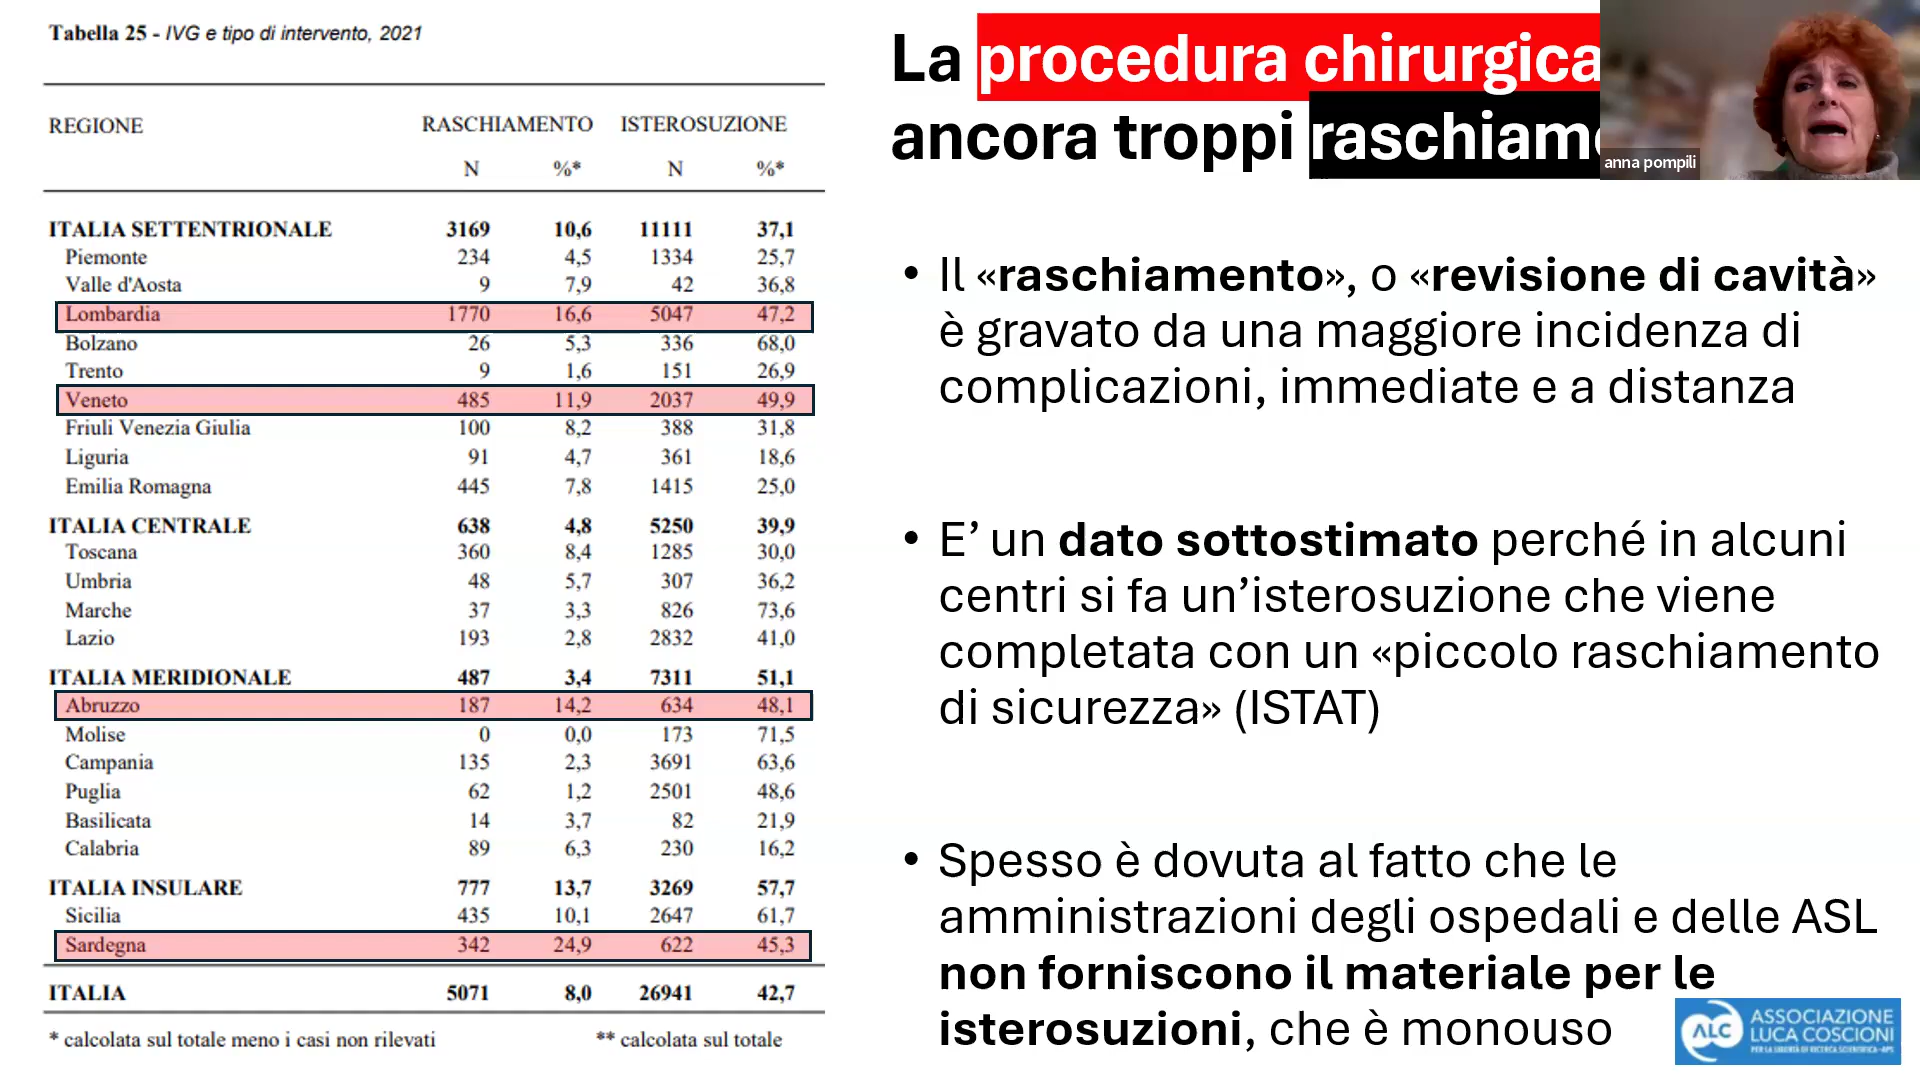 Tabella 25 - IVG e tipo di intervento, 2021
REGIONE RASCHIAMENTO ISTEROSUZIONE
N %* N %*
ITALIA SETTENTRIONALE 3169 10,6 11111 37,1
Piemonte 234 4,5 1334 25,7
Valle d'Aosta 9 7,9 42 36,8
Lombardia 1770 16,6 5047 47,2
Bolzano 26 5,3 336 68,0
Trento 9 1,6 151 26,9
Veneto 485 11,9 2037 49,9
Friuli Venezia Giulia 100 8,2 388 31,8
Liguria 91 4,7 361 18,6
Emilia Romagna 445 7,8 1415 25,0
ITALIA CENTRALE 638 4,8 5250 39,9
Toscana 360 8,4 1285 30,0
Umbria 48 5,7 307 36,2
Marche 37 3,3 826 73,6
Lazio 193 2,8 2832 41,0
ITALIA MERIDIONALE 487 3,4 7311 51,1
Abruzzo 187 14,2 634 48,1
Molise 0 0,0 173 71,5
Campania 135 2,3 3691 63,6
Puglia 62 1,2 2501 48,6
Basilicata 14 3,7 82 21,9
Calabria 89 6,3 230 16,2
ITALIA INSULARE 777 13,7 3269 57,7
Sicilia 435 10,1 2647 61,7
Sardegna 342 24,9 622 45,3
ITALIA 5071 8,0 26941 42,7
* calcolata sul totale meno i casi non rilevati ** calcolata sul totale
La procedura chirurgica
ancora troppi raschiam
anna pompili
• Il «raschiamento», o «revisione di cavità»
è gravato da una maggiore incidenza di
complicazioni, immediate e a distanza
• E’ un dato sottostimato perché in alcuni
centri si fa un’isterosuzione che viene
completata con un «piccolo raschiamento
di sicurezza» (ISTAT)
• Spesso è dovuta al fatto che le
amministrazioni degli ospedali e delle ASL
non forniscono il materiale per le
isterosuzioni, che è monouso
ALC
ASSOCIAZIONE
LUCA COSCIONI
PER LA LIBERTÀ DI RICERCA SCIENTIFICA - APS